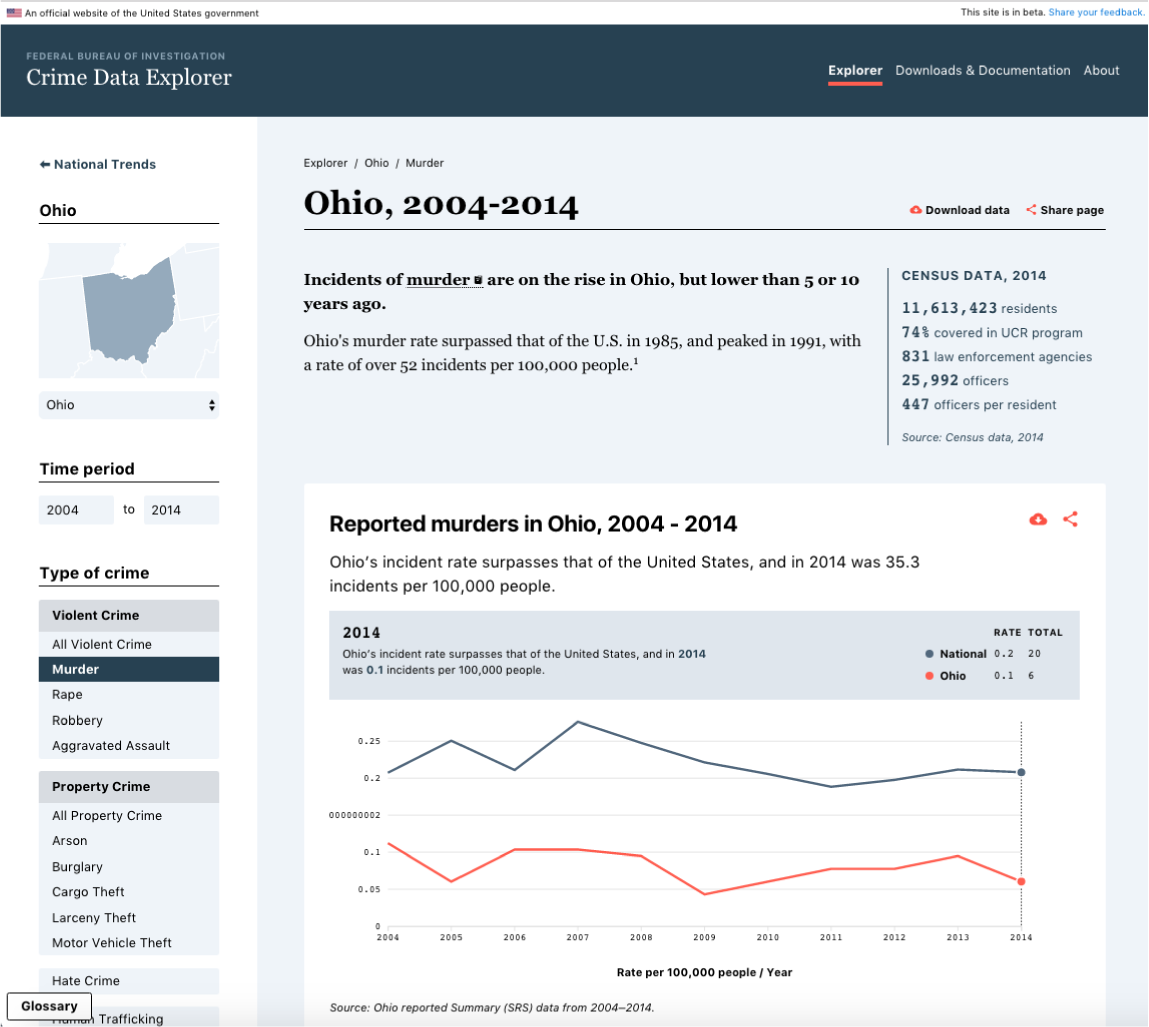 An official website of the United States government
This site is in beta. Share your feedback.
FEDERAL BUREAU OF INVESTIGATION
Crime Data Explorer
Explorer
Downloads & Documentation
About
National Trends
Ohio
Ohio
Time period
2004 to 2014
Type of crime
Violent Crime
All Violent Crime
Murder
Rape
Robbery
Aggravated Assault
Property Crime
All Property Crime
Arson
Burglary
Cargo Theft
Larceny Theft
Motor Vehicle Theft
Hate Crime
Human Trafficking
Glossary
Explorer / Ohio / Murder
Ohio, 2004-2014
Download data
Share page
Incidents of murder are on the rise in Ohio, but lower than 5 or 10
years ago.
Ohio's murder rate surpassed that of the U.S. in 1985, and peaked in 1991, with
a rate of over 52 incidents per 100,000 people.1
CENSUS DATA, 2014
11,613,423 residents
74% covered in UCR program
831 law enforcement agencies
25,992 officers
447 officers per resident
Source: Census data, 2014
Reported murders in Ohio, 2004 - 2014
Ohio's incident rate surpasses that of the United States, and in 2014 was 35.3
incidents per 100,000 people.
2014
Ohio's incident rate surpasses that of the United States, and in 2014
was 0.1 incidents per 100,000 people.
RATE TOTAL
National 0.2 20
Ohio 0.1 6
0.25
0.2
000000002
0.1
0.05
0
2004 2005 2006 2007 2008 2009 2010 2011 2012 2013 2014
Rate per 100,000 people / Year
Source: Ohio reported Summary (SRS) data from 2004–2014.